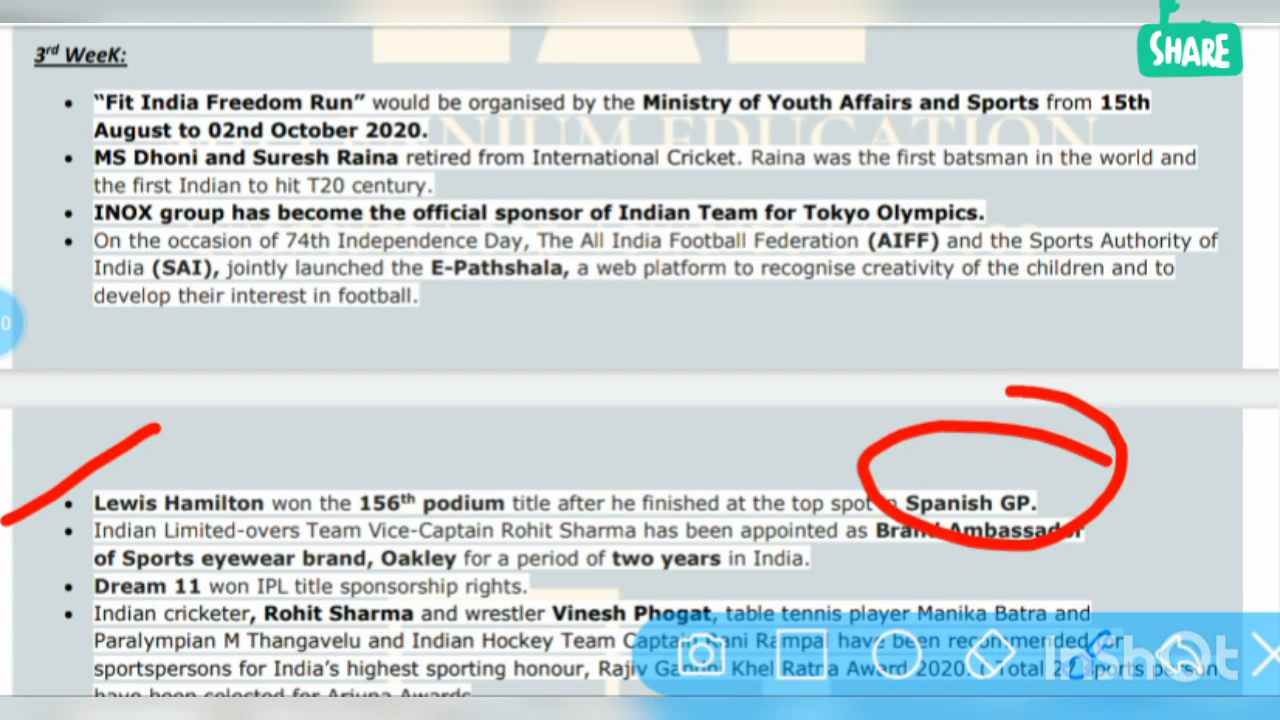 SHARE
3rd WeeK:
• “Fit India Freedom Run” would be organised by the Ministry of Youth Affairs and Sports from 15th
August to 02nd October 2020.
• MS Dhoni and Suresh Raina retired from International Cricket. Raina was the first batsman in the world and
the first Indian to hit T20 century.
• INOX group has become the official sponsor of Indian Team for Tokyo Olympics.
• On the occasion of 74th Independence Day, The All India Football Federation (AIFF) and the Sports Authority of
India (SAI), jointly launched the E-Pathshala, a web platform to recognise creativity of the children and to
develop their interest in football.
• Lewis Hamilton won the 156th podium title after he finished at the top spot in Spanish GP.
• Indian Limited-overs Team Vice-Captain Rohit Sharma has been appointed as Brand Ambassador
of Sports eyewear brand, Oakley for a period of two years in India.
• Dream 11 won IPL title sponsorship rights.
• Indian cricketer, Rohit Sharma and wrestler Vinesh Phogat, table tennis player Manika Batra and
Paralympian M Thangavelu and Indian Hockey Team Captain Rani Rampal have been recommended for
sportspersons for India’s highest sporting honour, Rajiv Gandhi Khel Ratna Award 2020. Total sports person
have been selected for Arjuna Awards